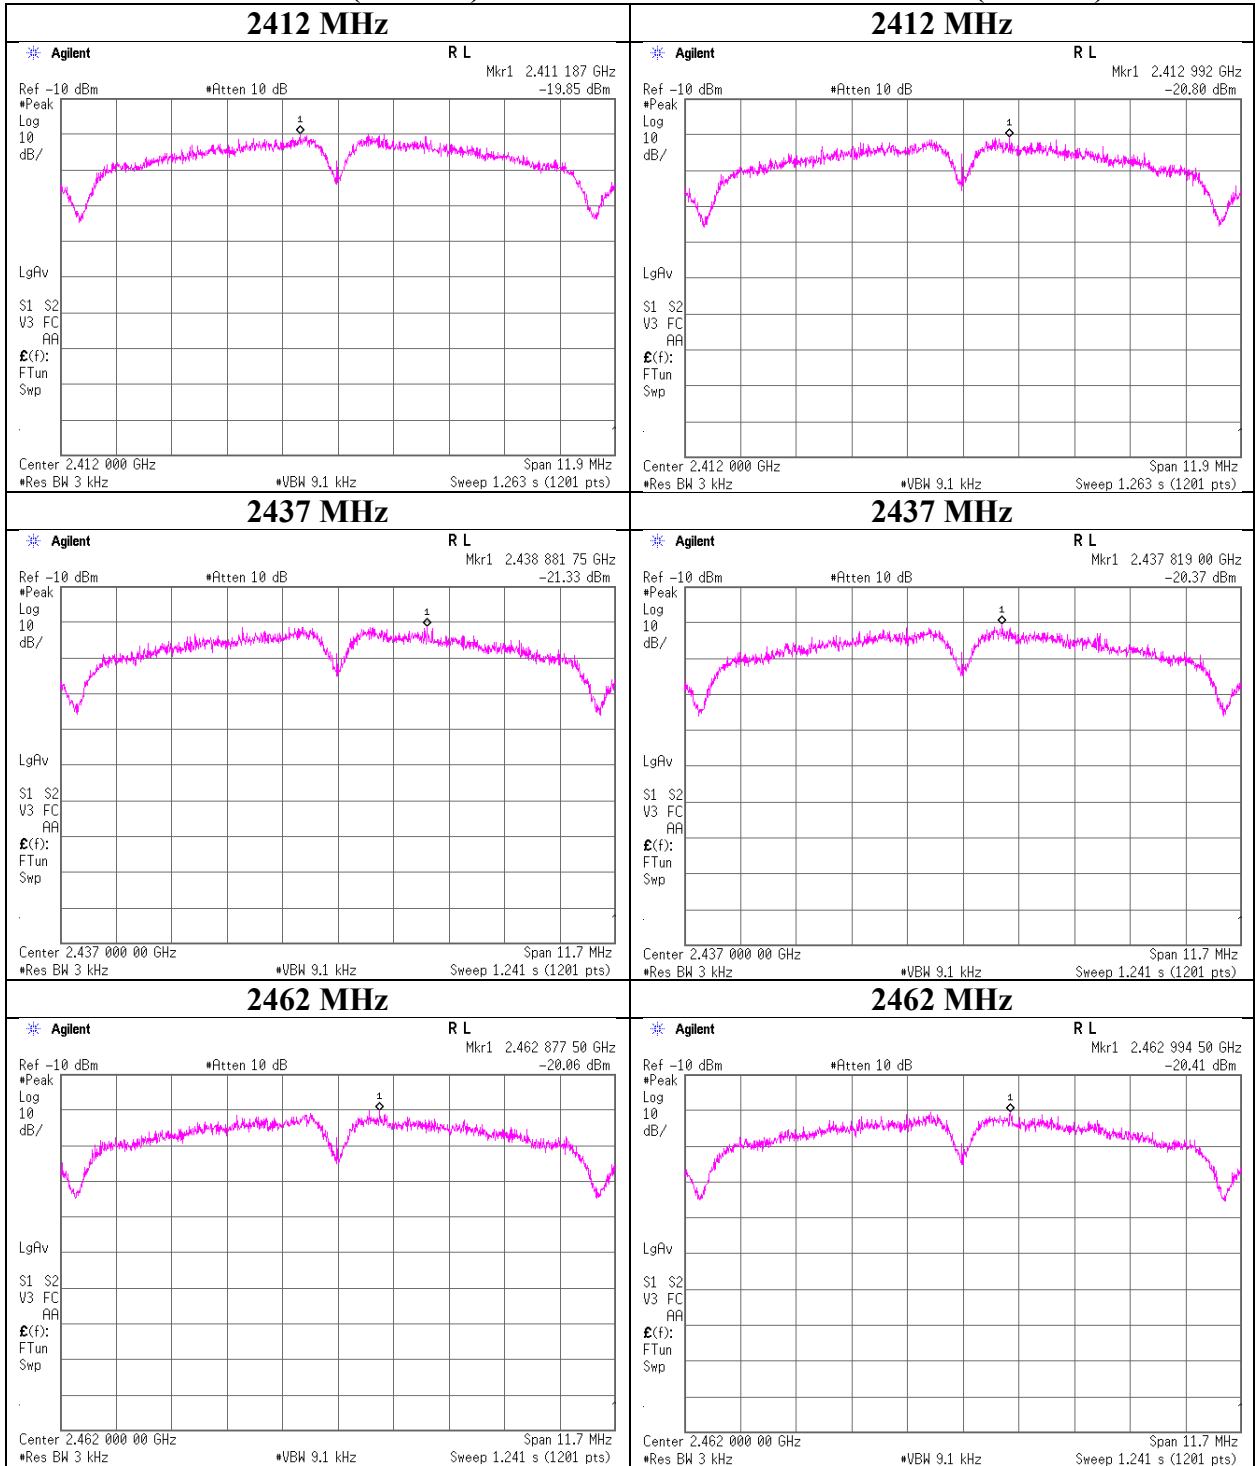 2412 MHz
Agilent
R L
Mkr1 2.411 187 GHz
Ref -10 dBm #Atten 10 dB -19.85 dBm
#Peak
Log
10
dB/
1
LgAv
S1 S2
V3 FC
AA
£(f):
FTun
Swp
Center 2.412 000 GHz Span 11.9 MHz
#Res BW 3 kHz #VBW 9.1 kHz Sweep 1.263 s (1201 pts)
2412 MHz
Agilent
R L
Mkr1 2.412 992 GHz
Ref -10 dBm #Atten 10 dB -20.80 dBm
#Peak
Log
10
dB/
1
LgAv
S1 S2
V3 FC
AA
£(f):
FTun
Swp
Center 2.412 000 GHz Span 11.9 MHz
#Res BW 3 kHz #VBW 9.1 kHz Sweep 1.263 s (1201 pts)
2437 MHz
Agilent
R L
Mkr1 2.438 881 75 GHz
Ref -10 dBm #Atten 10 dB -21.33 dBm
#Peak
Log
10
dB/
1
LgAv
S1 S2
V3 FC
AA
£(f):
FTun
Swp
Center 2.437 000 00 GHz Span 11.7 MHz
#Res BW 3 kHz #VBW 9.1 kHz Sweep 1.241 s (1201 pts)
2437 MHz
Agilent
R L
Mkr1 2.437 819 00 GHz
Ref -10 dBm #Atten 10 dB -20.37 dBm
#Peak
Log
10
dB/
1
LgAv
S1 S2
V3 FC
AA
£(f):
FTun
Swp
Center 2.437 000 00 GHz Span 11.7 MHz
#Res BW 3 kHz #VBW 9.1 kHz Sweep 1.241 s (1201 pts)
2462 MHz
Agilent
R L
Mkr1 2.462 877 50 GHz
Ref -10 dBm #Atten 10 dB -20.06 dBm
#Peak
Log
10
dB/
1
LgAv
S1 S2
V3 FC
AA
£(f):
FTun
Swp
Center 2.462 000 00 GHz Span 11.7 MHz
#Res BW 3 kHz #VBW 9.1 kHz Sweep 1.241 s (1201 pts)
2462 MHz
Agilent
R L
Mkr1 2.462 994 50 GHz
Ref -10 dBm #Atten 10 dB -20.41 dBm
#Peak
Log
10
dB/
1
LgAv
S1 S2
V3 FC
AA
£(f):
FTun
Swp
Center 2.462 000 00 GHz Span 11.7 MHz
#Res BW 3 kHz #VBW 9.1 kHz Sweep 1.241 s (1201 pts)